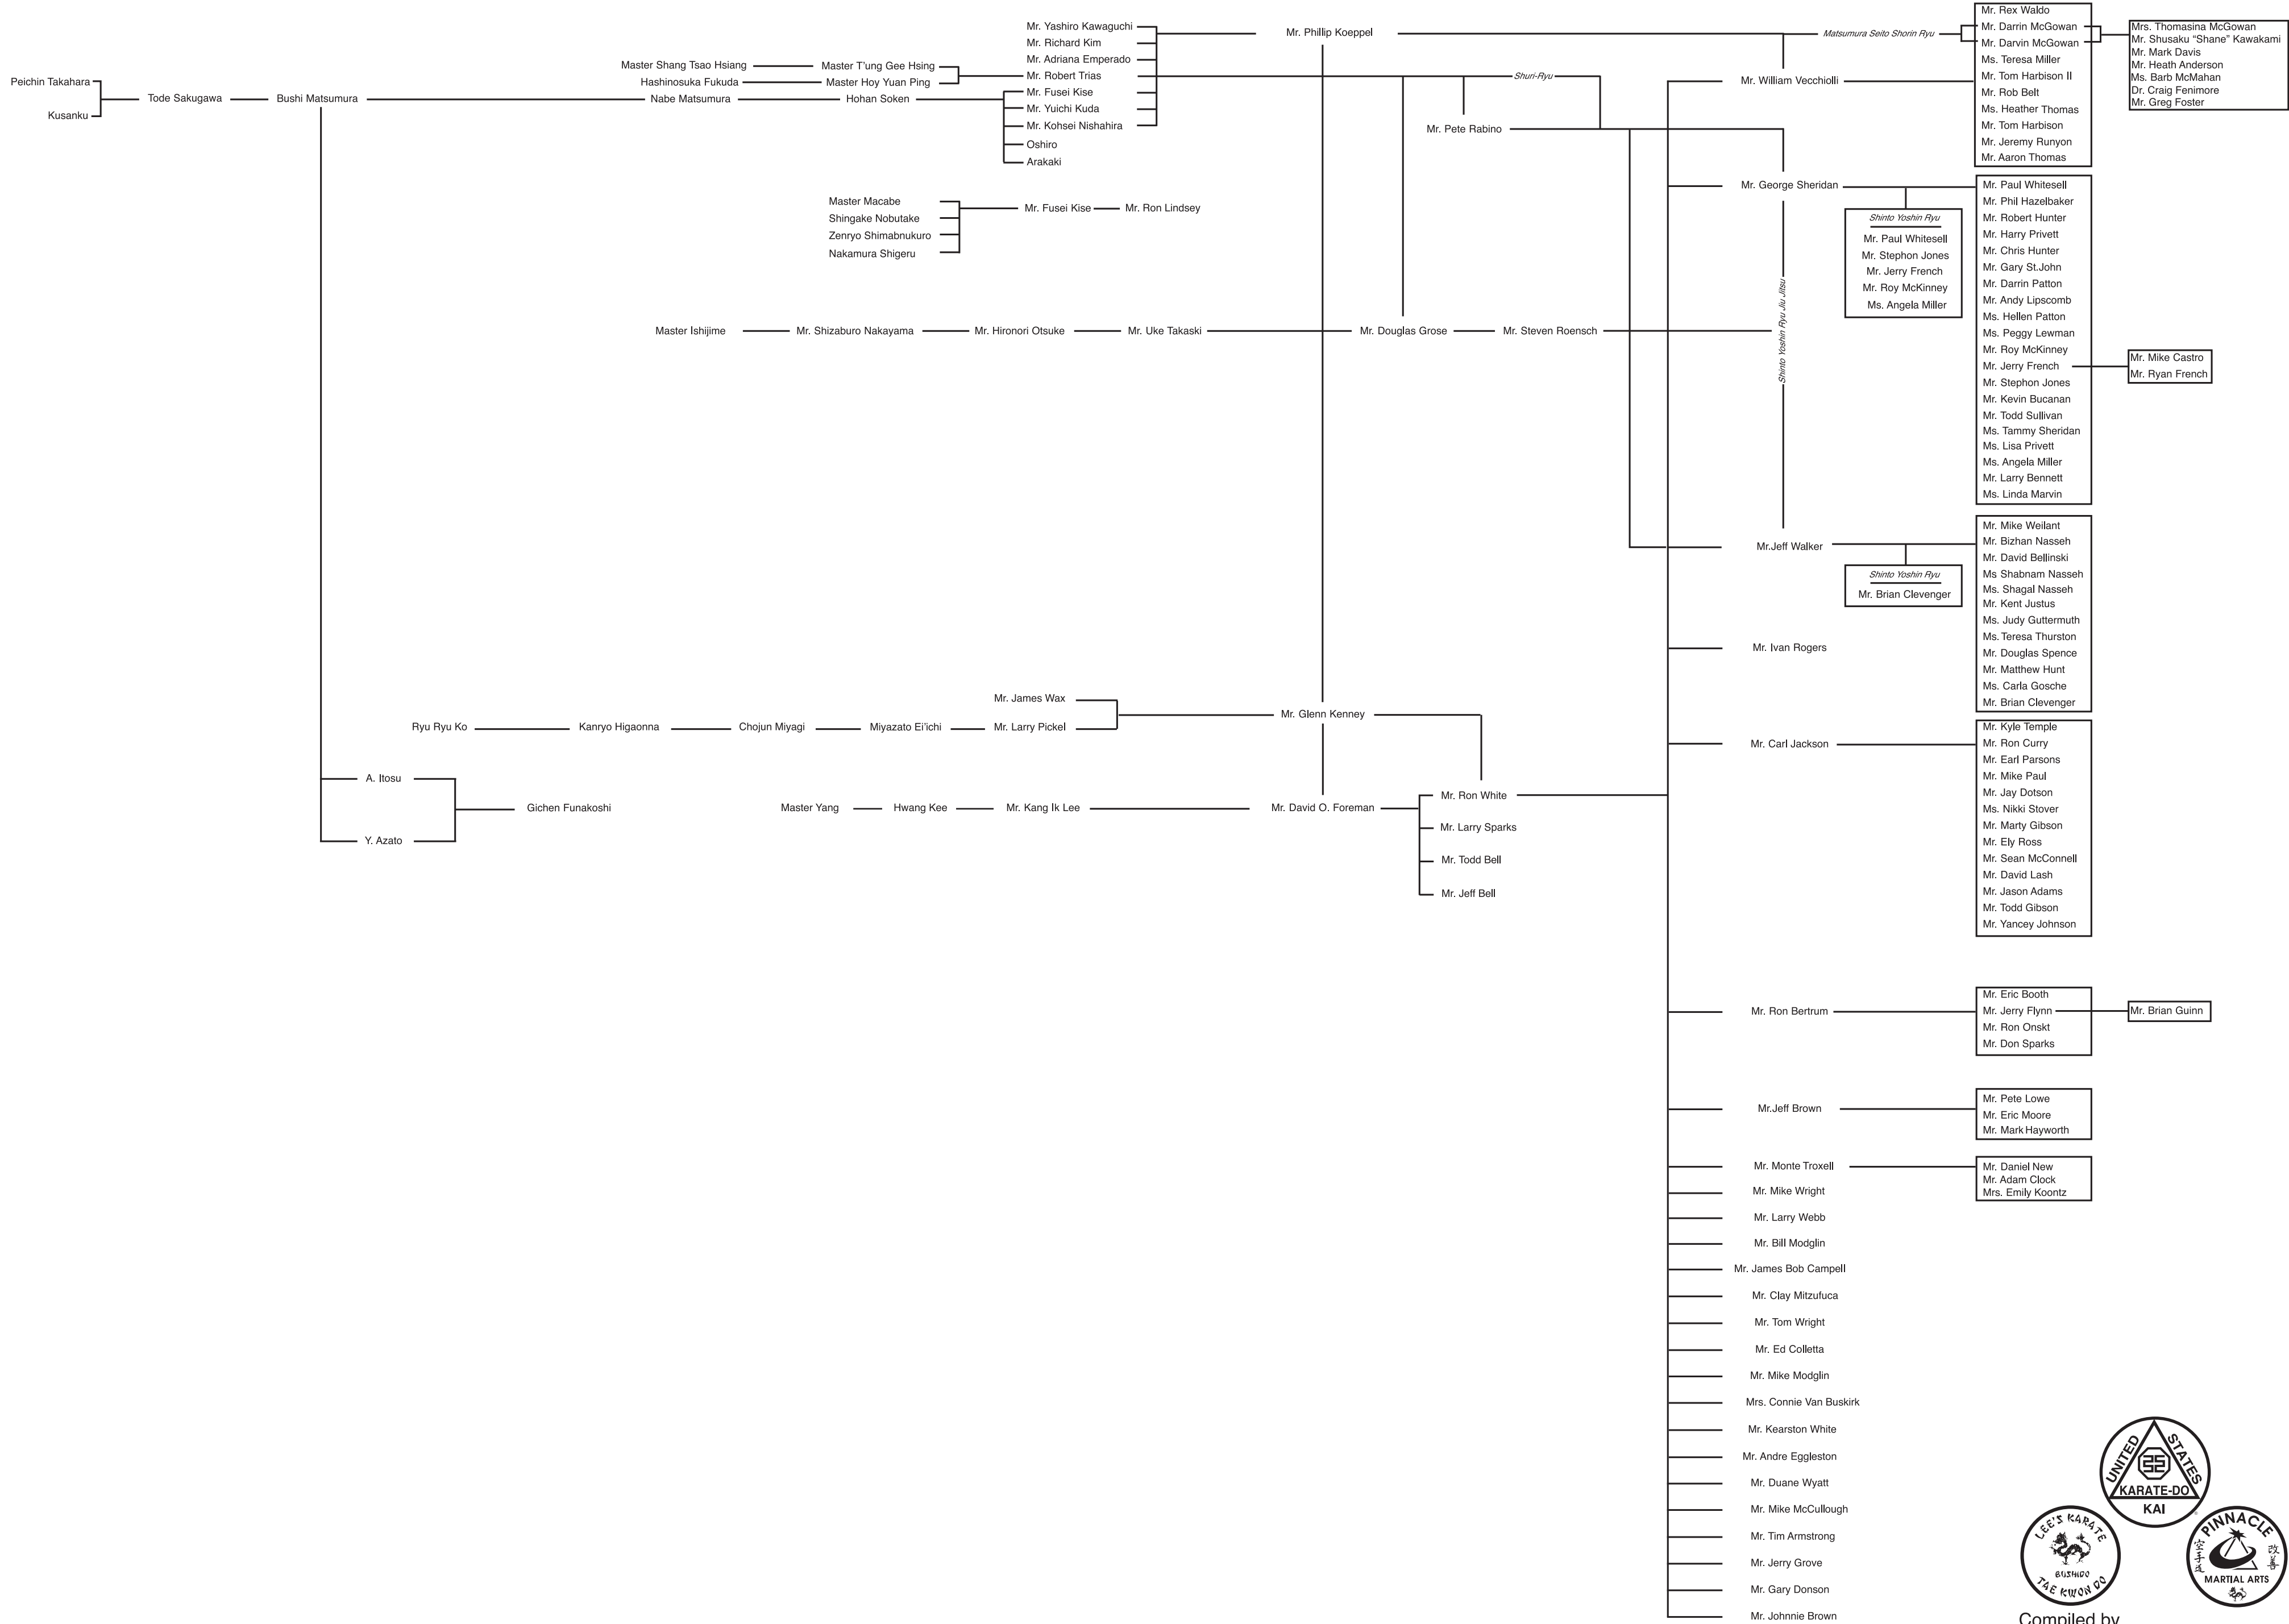 Peichin Takahara
Kusanku
Tode Sakugawa
Bushi Matsumura
Master Shang Tsao Hsiang
Master T'ung Gee Hsing
Hashinosuka Fukuda
Master Hoy Yuan Ping
Nabe Matsumura
Hohan Soken
Mr. Yashiro Kawaguchi
Mr. Richard Kim
Mr. Adriana Emperado
Mr. Robert Trias
Mr. Fusei Kise
Mr. Yuichi Kuda
Mr. Kohsei Nishahira
Oshiro
Arakaki
Master Macabe
Shingake Nobutake
Zenryo Shimabnukuro
Nakamura Shigeru
Mr. Fusei Kise
Mr. Ron Lindsey
Mr. Phillip Koeppel
Shuri-Ryu
Mr. Pete Rabino
Master Ishijime
Mr. Shizaburo Nakayama
Mr. Hironori Otsuke
Mr. Uke Takaski
Mr. Douglas Grose
Mr. Steven Roensch
Mr. James Wax
Ryu Ryu Ko
Kanryo Higaonna
Chojun Miyagi
Miyazato Ei'ichi
Mr. Larry Pickel
Mr. Glenn Kenney
A. Itosu
Y. Azato
Gichen Funakoshi
Master Yang
Hwang Kee
Mr. Kang Ik Lee
Mr. David O. Foreman
Mr. Ron White
Mr. Larry Sparks
Mr. Todd Bell
Mr. Jeff Bell
Matsumura Seito Shorin Ryu
Mr. William Vecchiolli
Mr. Rex Waldo
Mr. Darrin McGowan
Mr. Darvin McGowan
Ms. Teresa Miller
Mr. Tom Harbison II
Mr. Rob Belt
Ms. Heather Thomas
Mr. Tom Harbison
Mr. Jeremy Runyon
Mr. Aaron Thomas
Mrs. Thomasina McGowan
Mr. Shusaku “Shane” Kawakami
Mr. Mark Davis
Mr. Heath Anderson
Ms. Barb McMahan
Dr. Craig Fenimore
Mr. Greg Foster
Mr. George Sheridan
Shinto Yoshin Ryu
Mr. Paul Whitesell
Mr. Stephon Jones
Mr. Jerry French
Mr. Roy McKinney
Ms. Angela Miller
Shinto Yoshin Ryu Jiu Jitsu
Mr. Paul Whitesell
Mr. Phil Hazelbaker
Mr. Robert Hunter
Mr. Harry Privett
Mr. Chris Hunter
Mr. Gary St.John
Mr. Darrin Patton
Mr. Andy Lipscomb
Ms. Hellen Patton
Ms. Peggy Lewman
Mr. Roy McKinney
Mr. Jerry French
Mr. Stephon Jones
Mr. Kevin Bucanan
Mr. Todd Sullivan
Ms. Tammy Sheridan
Ms. Lisa Privett
Ms. Angela Miller
Mr. Larry Bennett
Ms. Linda Marvin
Mr. Mike Castro
Mr. Ryan French
Mr.Jeff Walker
Shinto Yoshin Ryu
Mr. Brian Clevenger
Mr. Mike Weilant
Mr. Bizhan Nasseh
Mr. David Bellinski
Ms Shabnam Nasseh
Ms. Shagal Nasseh
Mr. Kent Justus
Ms. Judy Guttermuth
Ms. Teresa Thurston
Mr. Douglas Spence
Mr. Matthew Hunt
Ms. Carla Gosche
Mr. Brian Clevenger
Mr. Ivan Rogers
Mr. Carl Jackson
Mr. Kyle Temple
Mr. Ron Curry
Mr. Earl Parsons
Mr. Mike Paul
Mr. Jay Dotson
Ms. Nikki Stover
Mr. Marty Gibson
Mr. Ely Ross
Mr. Sean McConnell
Mr. David Lash
Mr. Jason Adams
Mr. Todd Gibson
Mr. Yancey Johnson
Mr. Ron Bertrum
Mr. Eric Booth
Mr. Jerry Flynn
Mr. Ron Onskt
Mr. Don Sparks
Mr. Brian Guinn
Mr.Jeff Brown
Mr. Pete Lowe
Mr. Eric Moore
Mr. Mark Hayworth
Mr. Monte Troxell
Mr. Daniel New
Mr. Adam Clock
Mrs. Emily Koontz
Mr. Mike Wright
Mr. Larry Webb
Mr. Bill Modglin
Mr. James Bob Campell
Mr. Clay Mitzufuca
Mr. Tom Wright
Mr. Ed Colletta
Mr. Mike Modglin
Mrs. Connie Van Buskirk
Mr. Kearston White
Mr. Andre Eggleston
Mr. Duane Wyatt
Mr. Mike McCullough
Mr. Tim Armstrong
Mr. Jerry Grove
Mr. Gary Donson
Mr. Johnnie Brown
UNITED STATES
KARATE-DO
KAI
LEE'S KARATE
BUSHIDO
TAE KWON DO
PINNACLE
空手道
改善
MARTIAL ARTS
Compiled by